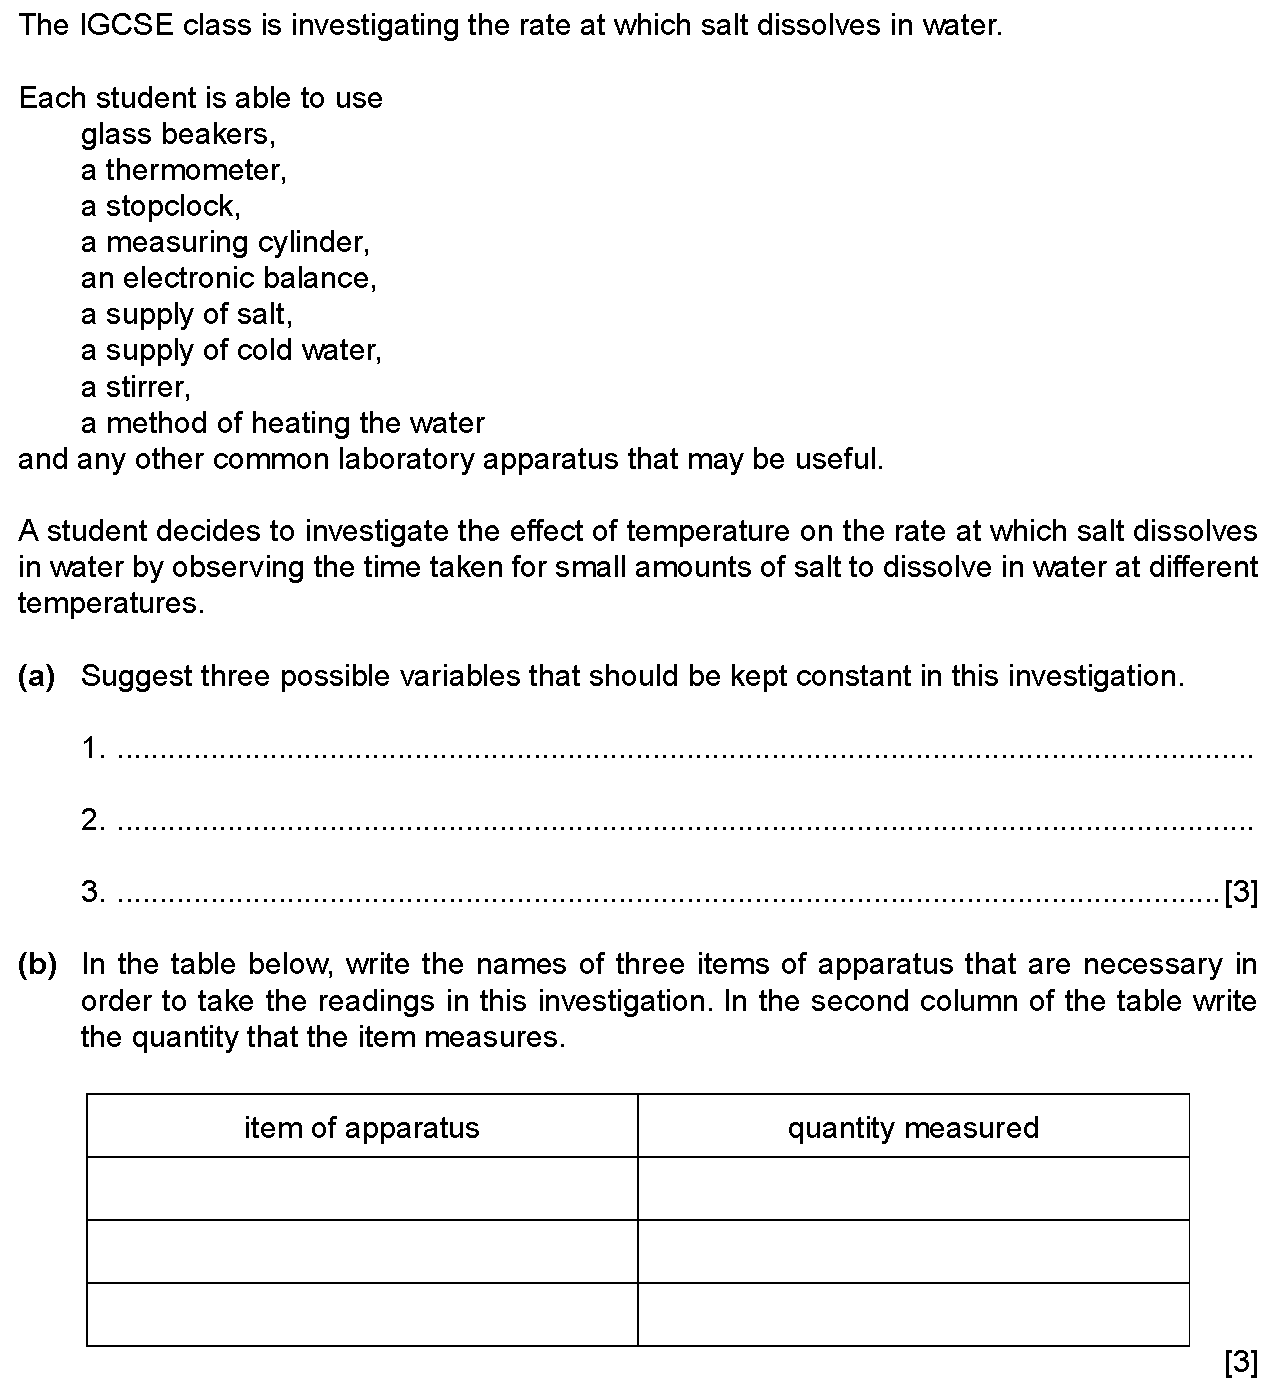 The IGCSE class is investigating the rate at which salt dissolves in water.
Each student is able to use
glass beakers,
a thermometer,
a stopclock,
a measuring cylinder,
an electronic balance,
a supply of salt,
a supply of cold water,
a stirrer,
a method of heating the water
and any other common laboratory apparatus that may be useful.
A student decides to investigate the effect of temperature on the rate at which salt dissolves
in water by observing the time taken for small amounts of salt to dissolve in water at different
temperatures.
(a) Suggest three possible variables that should be kept constant in this investigation.
1. ....................................................................................................................................
2. ....................................................................................................................................
3. ................................................................................................................................[3]
(b) In the table below, write the names of three items of apparatus that are necessary in
order to take the readings in this investigation. In the second column of the table write
the quantity that the item measures.
item of apparatus quantity measured
[3]